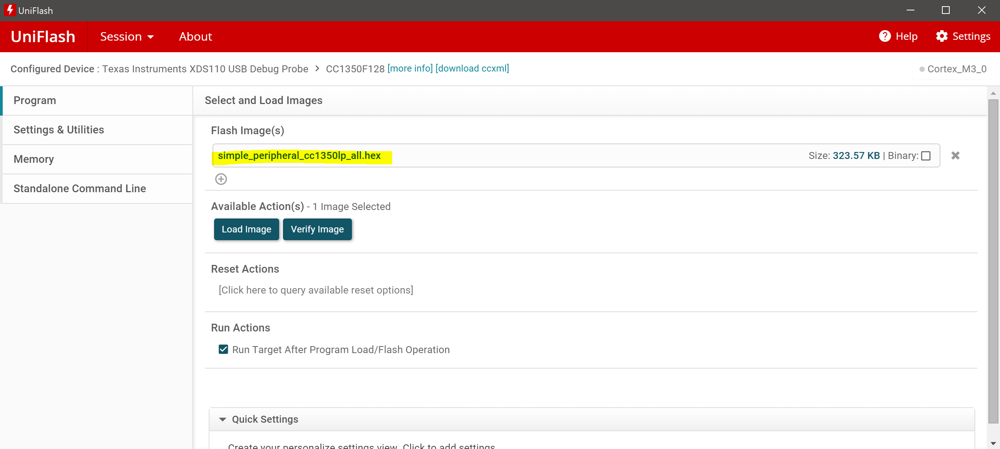 UniFlash
UniFlash Session About Help Settings
Configured Device : Texas Instruments XDS110 USB Debug Probe > CC1350F128 [more info] [download ccxml] Cortex_M3_0
Program
Settings & Utilities
Memory
Standalone Command Line
Select and Load Images
Flash Image(s)
simple_peripheral_cc1350lp_all.hex Size: 323.57 KB | Binary:
Available Action(s) - 1 Image Selected
Load Image Verify Image
Reset Actions
[Click here to query available reset options]
Run Actions
Run Target After Program Load/Flash Operation
Quick Settings
Create your personalize settings view. Click to add settings